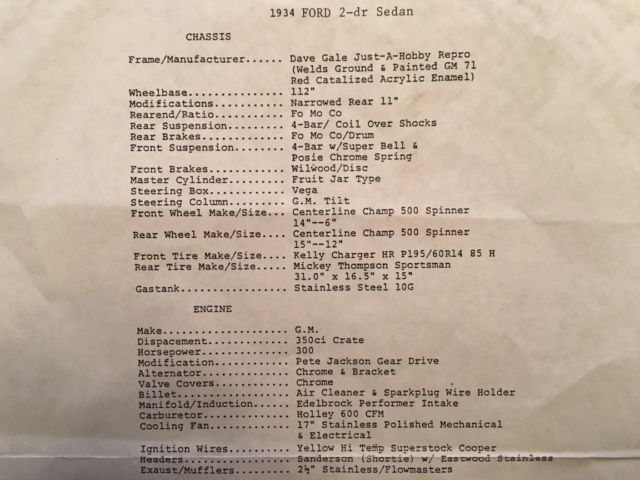 1934 FORD 2-dr Sedan
CHASSIS
Frame/Manufacturer...... Dave Gale Just-A-Hobby Repro
(Welds Ground & Painted GM 71
Red Catalized Acrylic Enamel)
Wheelbase............... 112"
Modifications........... Narrowed Rear 11"
Rearend/Ratio........... Fo Mo Co
Rear Suspension......... 4-Bar/ Coil Over Shocks
Rear Brakes............. Fo Mo Co/Drum
Front Suspension........ 4-Bar w/Super Bell &
Posie Chrome Spring
Front Brakes............ Wilwood/Disc
Master Cylinder......... Fruit Jar Type
Steering Box............ Vega
Steering Column......... G.M. Tilt
Front Wheel Make/Size... Centerline Champ 500 Spinner
14"--6"
Rear Wheel Make/Size.... Centerline Champ 500 Spinner
15"--12"
Front Tire Make/Size.... Kelly Charger HR P195/60R14 85 H
Rear Tire Make/Size..... Mickey Thompson Sportsman
31.0" x 16.5" x 15"
Gastank................. Stainless Steel 10G
ENGINE
Make.................... G.M.
Dispacement............. 350ci Crate
Horsepower.............. 300
Modification............ Pete Jackson Gear Drive
Alternator.............. Chrome & Bracket
Valve Covers............ Chrome
Billet.................. Air Cleaner & Sparkplug Wire Holder
Manifold/Induction...... Edelbrock Performer Intake
Carburetor.............. Holley 600 CFM
Cooling Fan............. 17" Stainless Polished Mechanical
& Electrical
Ignition Wires.......... Yellow Hi Temp Superstock Cooper
Headers................. Sanderson (Shortie) w/ Eastwood Stainless
Exaust/Mufflers......... 2½" Stainless/Flowmasters